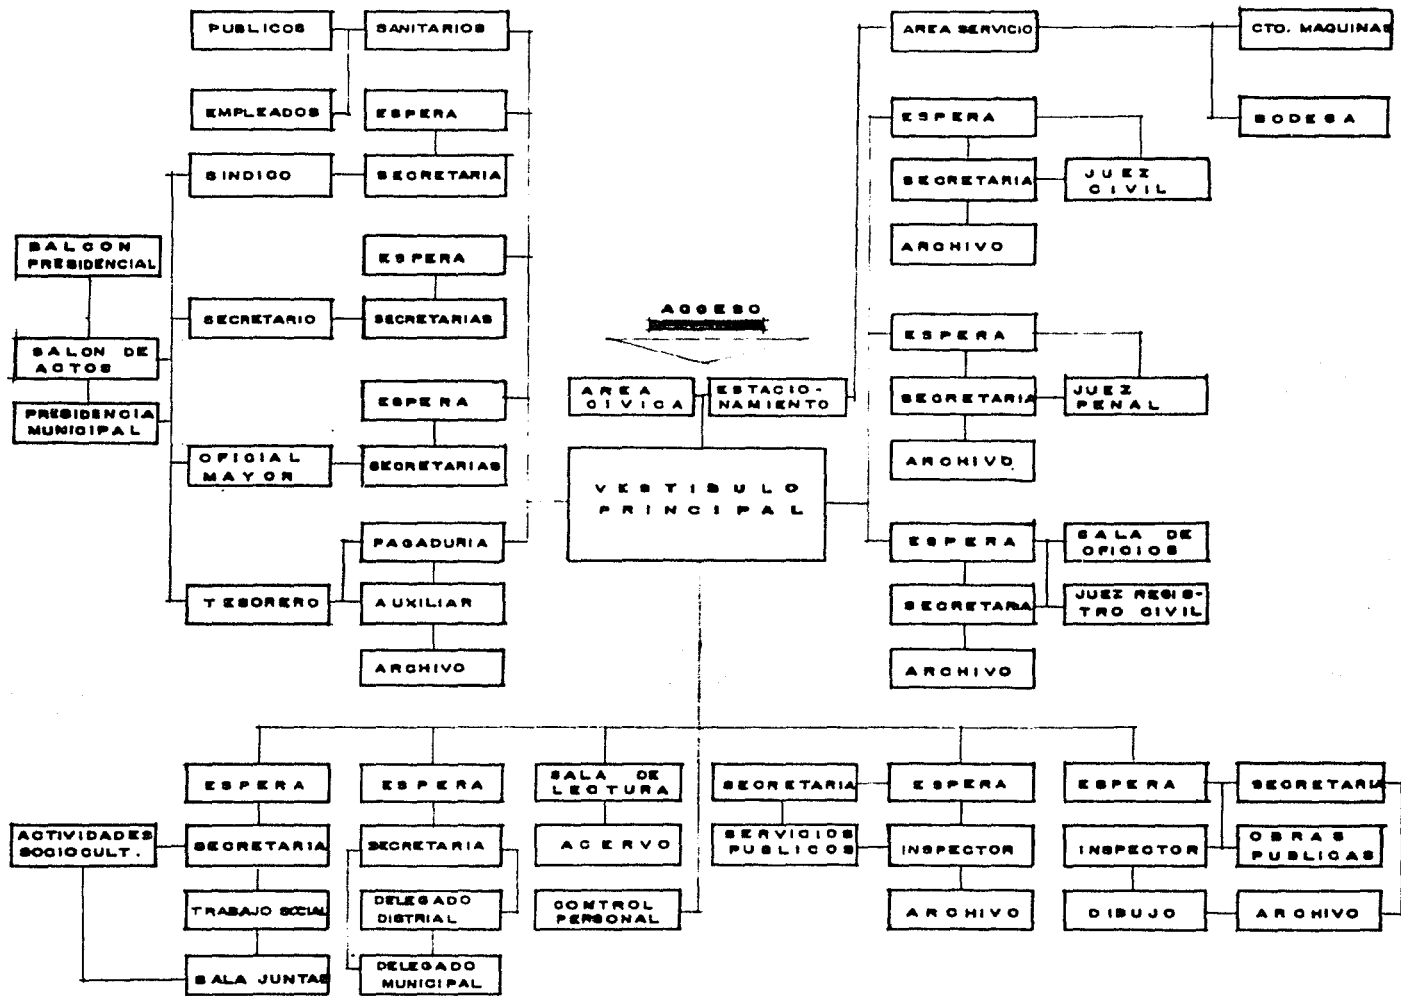 PUBLICOS
SANITARIOS
AREA SERVICIO
CTO. MAQUINAS
EMPLEADOS
ESPERA
ESPERA
BODEGA
SINDICO
SECRETARIA
SECRETARIA
JUEZ
CIVIL
BALCON
PRESIDENCIAL
ESPERA
ARCHIVO
SECRETARIO
SECRETARIAS
ACCESO
ESPERA
SALON DE
ACTOS
PRESIDENCIA
MUNICIPAL
ESPERA
AREA
CIVICA
ESTACIO-
NAMIENTO
SECRETARIA
JUEZ
PENAL
OFICIAL
MAYOR
SECRETARIAS
ARCHIVO
VESTIBULO
PRINCIPAL
PAGADURIA
ESPERA
SALA DE
OFICIOS
TESORERO
AUXILIAR
SECRETARIA
JUEZ REGIS-
TRO CIVIL
ARCHIVO
ARCHIVO
ESPERA
ESPERA
SALA DE
LECTURA
SECRETARIA
ESPERA
ESPERA
SECRETARIA
ACTIVIDADES
SOCIOCULT.
SECRETARIA
SECRETARIA
ACERVO
SERVICIOS
PUBLICOS
INSPECTOR
INSPECTOR
OBRAS
PUBLICAS
TRABAJO SOCIAL
DELEGADO
DISTRIAL
CONTROL
PERSONAL
ARCHIVO
DIBUJO
ARCHIVO
SALA JUNTAS
DELEGADO
MUNICIPAL